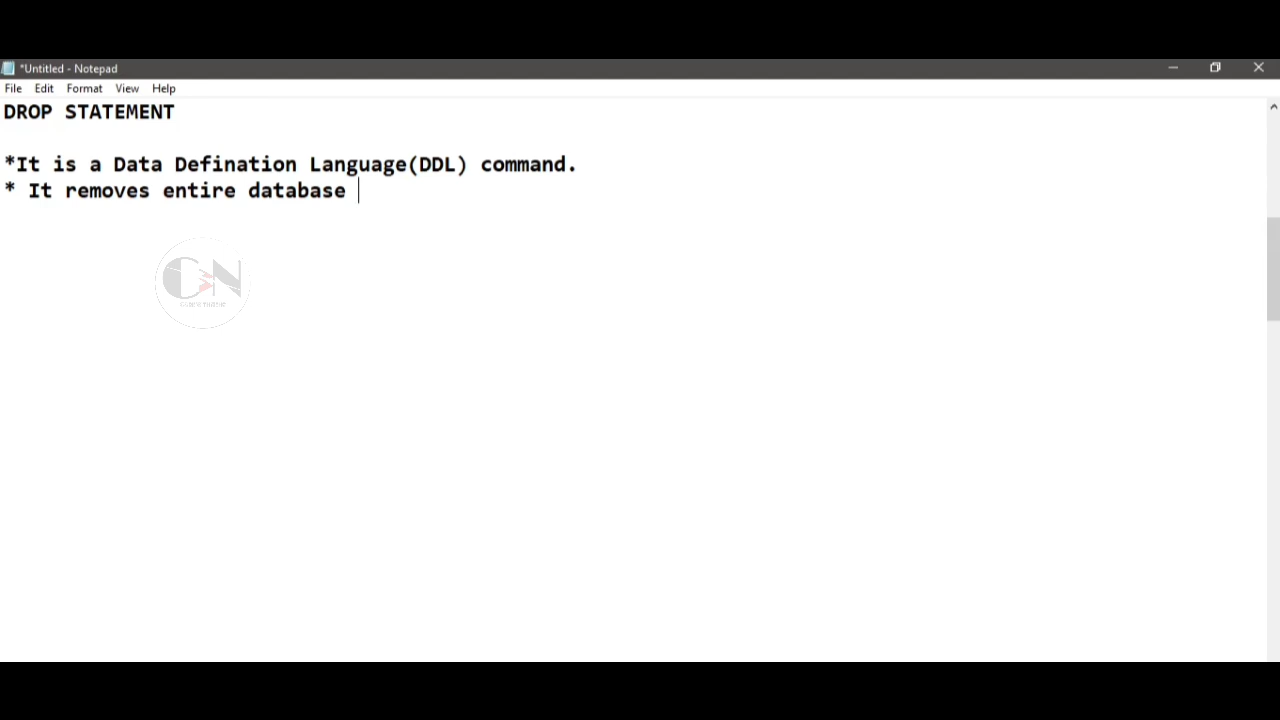 *Untitled - Notepad
File Edit Format View Help
DROP STATEMENT
*It is a Data Defination Language(DDL) command.
* It removes entire database
CN